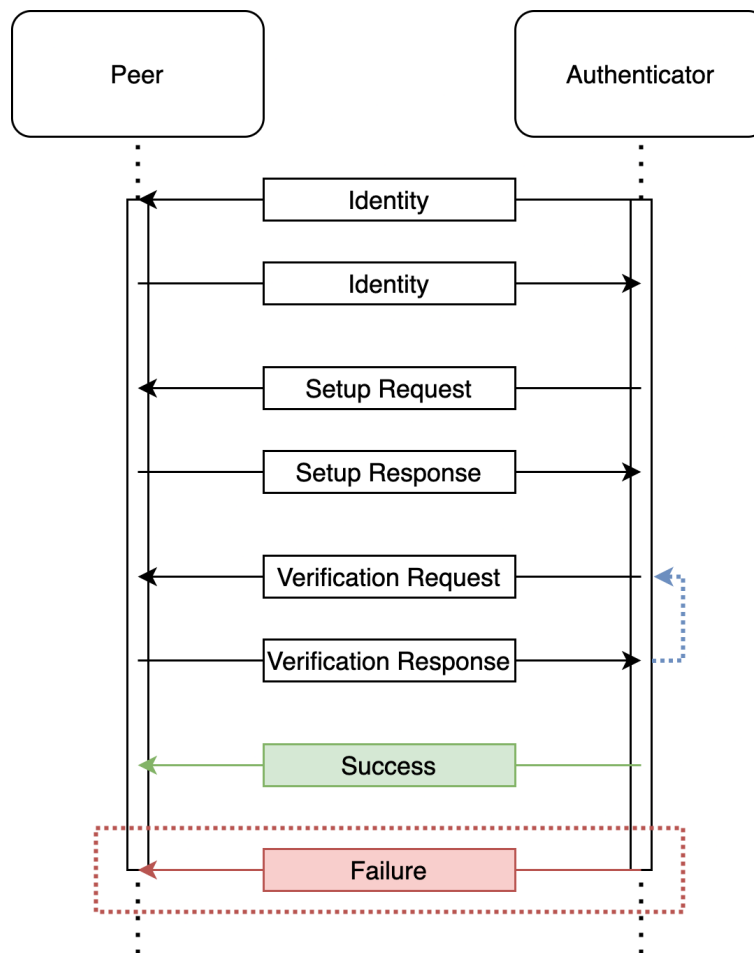 Peer
Authenticator
Identity
Identity
Setup Request
Setup Response
Verification Request
Verification Response
Success
Failure